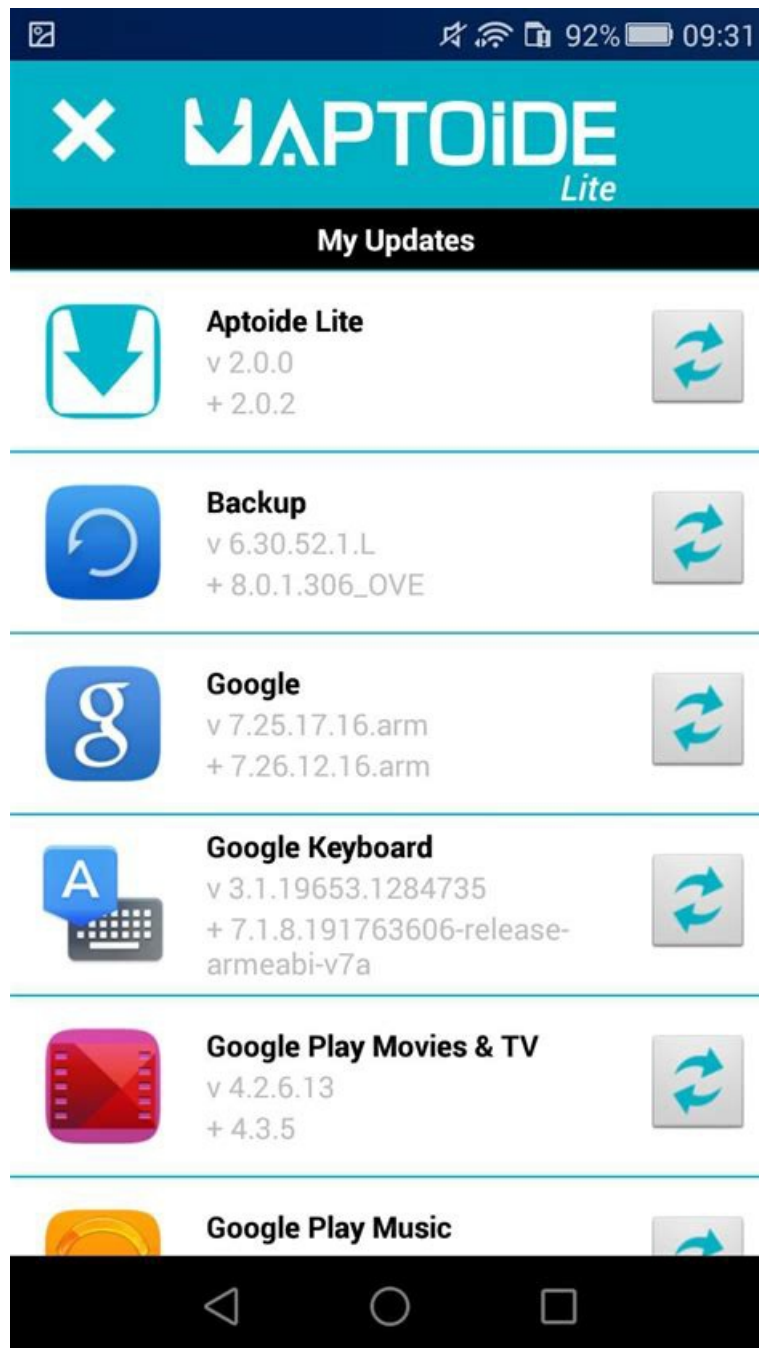 92% 09:31
APTOiDE
Lite
My Updates
Aptoide Lite
v 2.0.0
+ 2.0.2
Backup
v 6.30.52.1.L
+ 8.0.1.306_OVE
Google
v 7.25.17.16.arm
+ 7.26.12.16.arm
Google Keyboard
v 3.1.19653.1284735
+ 7.1.8.191763606-release-
armeabi-v7a
Google Play Movies & TV
v 4.2.6.13
+ 4.3.5
Google Play Music